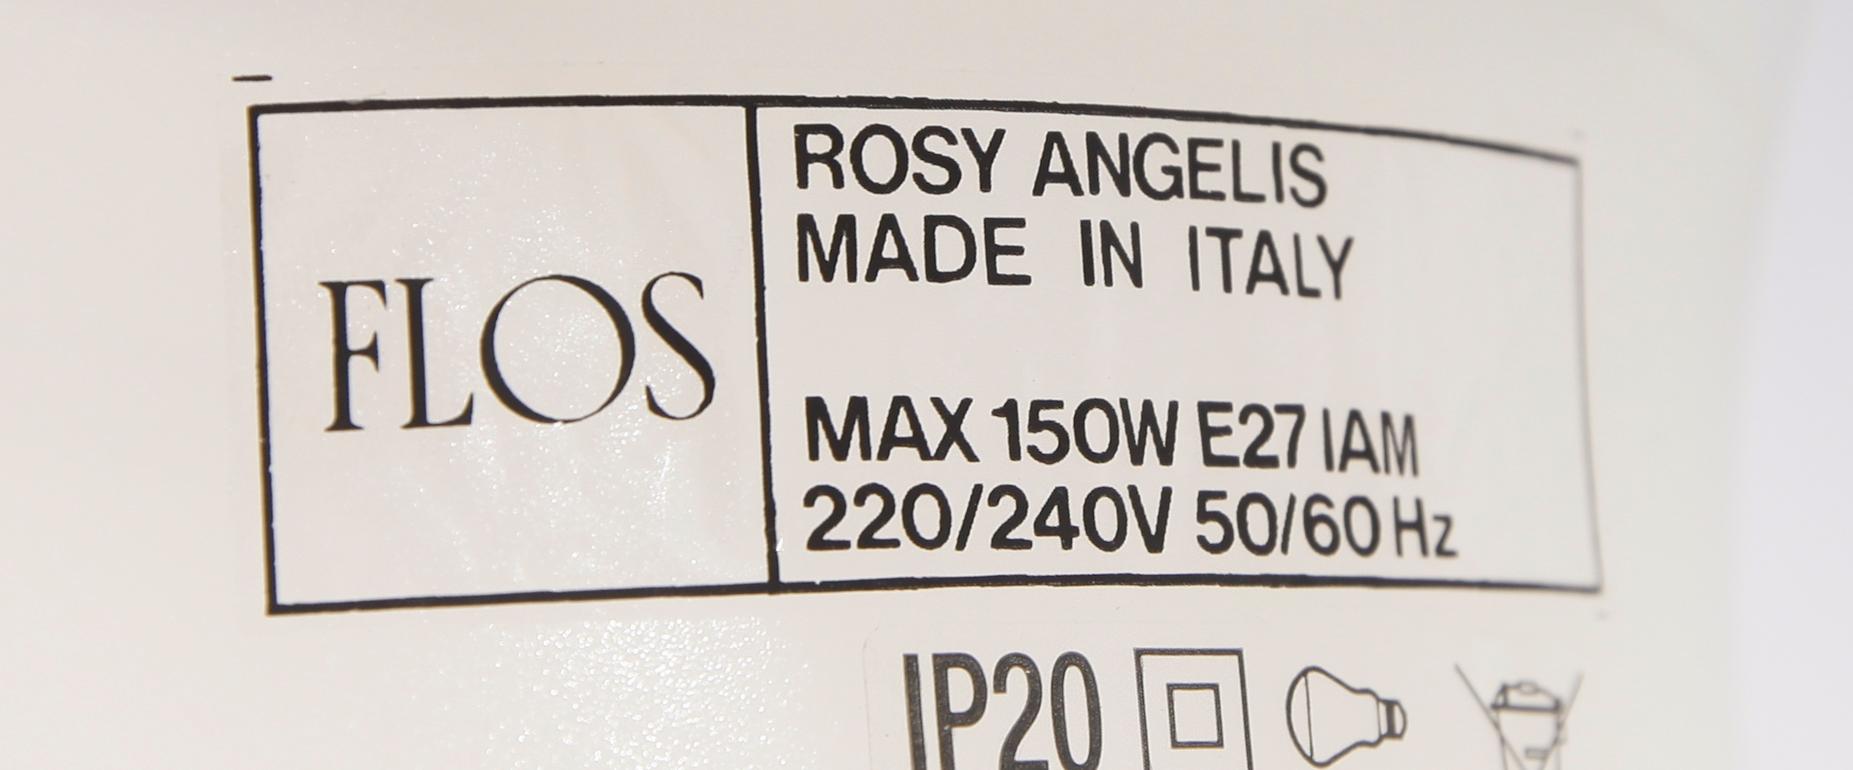 FLOS
ROSY ANGELIS
MADE IN ITALY
MAX 150W E27 IAM
220/240V 50/60 Hz
IP20